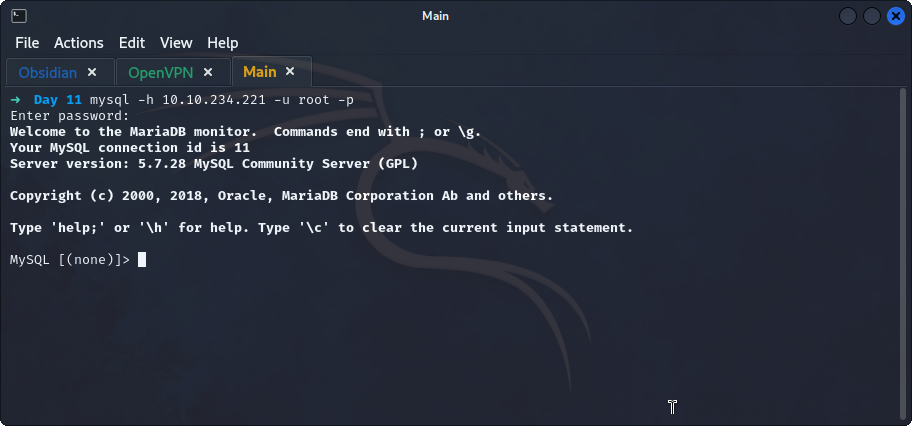 Main
File Actions Edit View Help
Obsidian × OpenVPN × Main ×
➜ Day 11 mysql -h 10.10.234.221 -u root -p
Enter password:
Welcome to the MariaDB monitor.  Commands end with ; or \g.
Your MySQL connection id is 11
Server version: 5.7.28 MySQL Community Server (GPL)
Copyright (c) 2000, 2018, Oracle, MariaDB Corporation Ab and others.
Type 'help;' or '\h' for help. Type '\c' to clear the current input statement.
MySQL [(none)]>